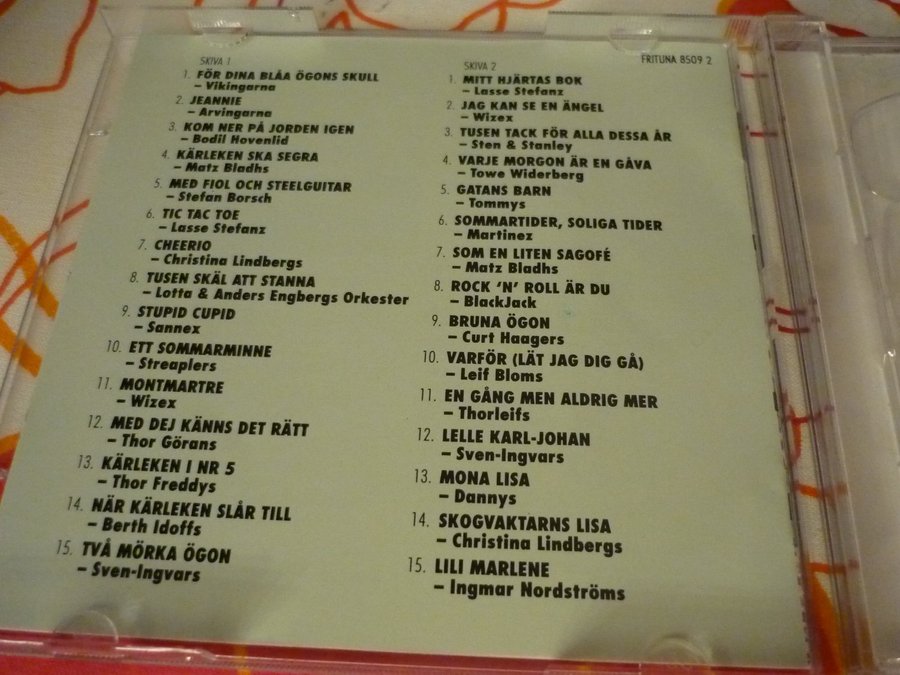 SKIVA 1
1. FÖR DINA BLÅA ÖGONS SKULL
– Vikingarna
2. JEANNIE
– Arvingarna
3. KOM NER PÅ JORDEN IGEN
– Bodil Hovenlid
4. KÄRLEKEN SKA SEGRA
– Matz Bladhs
5. MED FIOL OCH STEELGUITAR
– Stefan Borsch
6. TIC TAC TOE
– Lasse Stefanz
7. CHEERIO
– Christina Lindbergs
8. TUSEN SKÄL ATT STANNA
– Lotta & Anders Engbergs Orkester
9. STUPID CUPID
– Sannex
10. ETT SOMMARMINNE
– Streaplers
11. MONTMARTRE
– Wizex
12. MED DEJ KÄNNS DET RÄTT
– Thor Görans
13. KÄRLEKEN I NR 5
– Thor Freddys
14. NÄR KÄRLEKEN SLÅR TILL
– Berth Idoffs
15. TVÅ MÖRKA ÖGON
– Sven-Ingvars
SKIVA 2
FRITUNA 8509 2
1. MITT HJÄRTAS BOK
– Lasse Stefanz
2. JAG KAN SE EN ÄNGEL
– Wizex
3. TUSEN TACK FÖR ALLA DESSA ÅR
– Sten & Stanley
4. VARJE MORGON ÄR EN GÅVA
– Towe Widerberg
5. GATANS BARN
– Tommys
6. SOMMARTIDER, SOLIGA TIDER
– Martinez
7. SOM EN LITEN SAGOFÉ
– Matz Bladhs
8. ROCK 'N' ROLL ÄR DU
– BlackJack
9. BRUNA ÖGON
– Curt Haagers
10. VARFÖR (LÅT JAG DIG GÅ)
– Leif Bloms
11. EN GÅNG MEN ALDRIG MER
– Thorleifs
12. LELLE KARL-JOHAN
– Sven-Ingvars
13. MONA LISA
– Dannys
14. SKOGVAKTARNS LISA
– Christina Lindbergs
15. LILI MARLENE
– Ingmar Nordströms